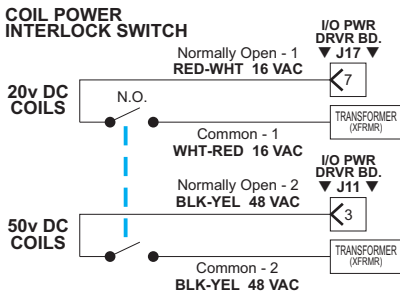 COIL POWER
INTERLOCK SWITCH
I/O PWR
DRVR BD.
▼ J17 ▼
Normally Open - 1
RED-WHT 16 VAC
7
20v DC
COILS
N.O.
TRANSFORMER
(XFRMR)
Common - 1
WHT-RED 16 VAC
I/O PWR
DRVR BD.
▼ J11 ▼
Normally Open - 2
BLK-YEL 48 VAC
3
50v DC
COILS
TRANSFORMER
(XFRMR)
Common - 2
BLK-YEL 48 VAC